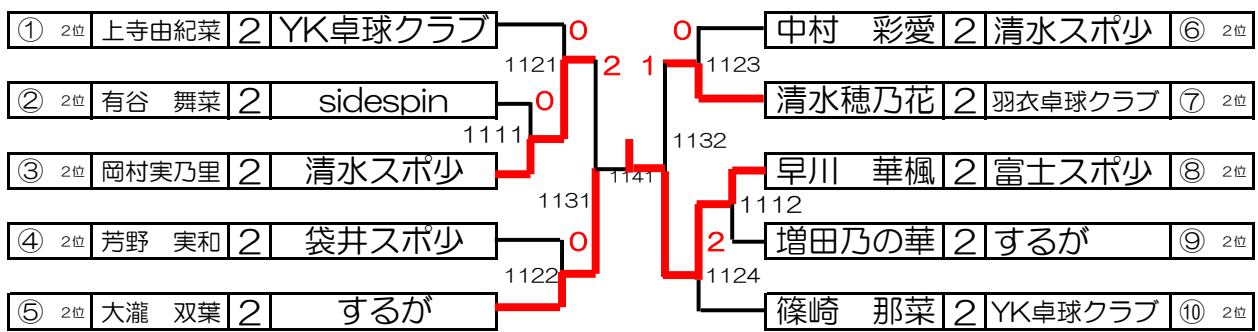 ① 2位 上寺由紀菜 2 YK卓球クラブ
② 2位 有谷 舞菜 2 sidespin
③ 2位 岡村実乃里 2 清水スポ少
④ 2位 芳野 実和 2 袋井スポ少
⑤ 2位 大瀧 双葉 2 するが
0
1121
2
0
1111
1131
0
1122
1141
0
1
1123
1132
1112
2
1124
中村 彩愛 2 清水スポ少 ⑥ 2位
清水穂乃花 2 羽衣卓球クラブ ⑦ 2位
早川 華楓 2 富士スポ少 ⑧ 2位
増田乃の華 2 するが ⑨ 2位
篠崎 那菜 2 YK卓球クラブ ⑩ 2位